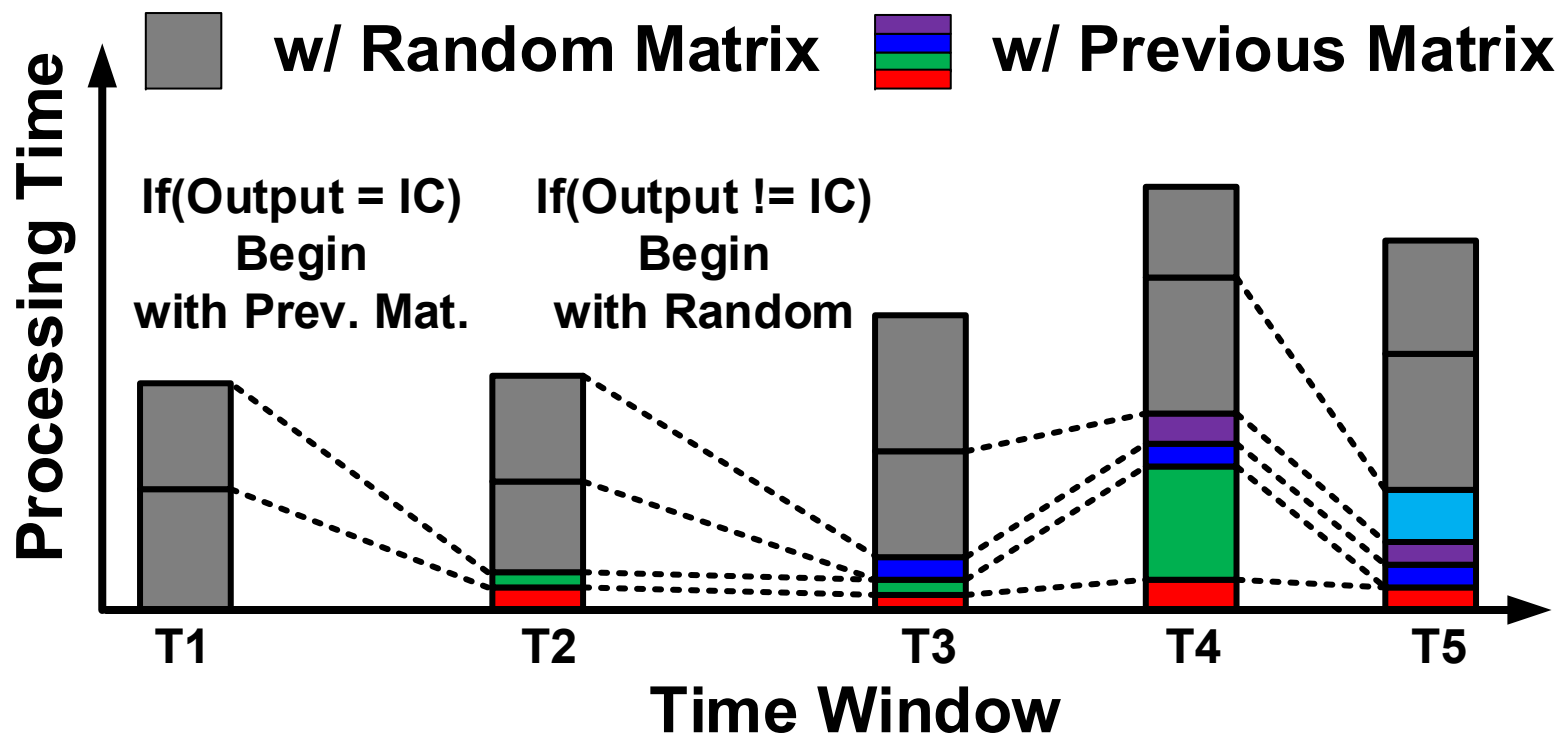 w/ Random Matrix
w/ Previous Matrix
Processing Time
If(Output = IC)
Begin
with Prev. Mat.
If(Output != IC)
Begin
with Random
T1
T2
T3
T4
T5
Time Window